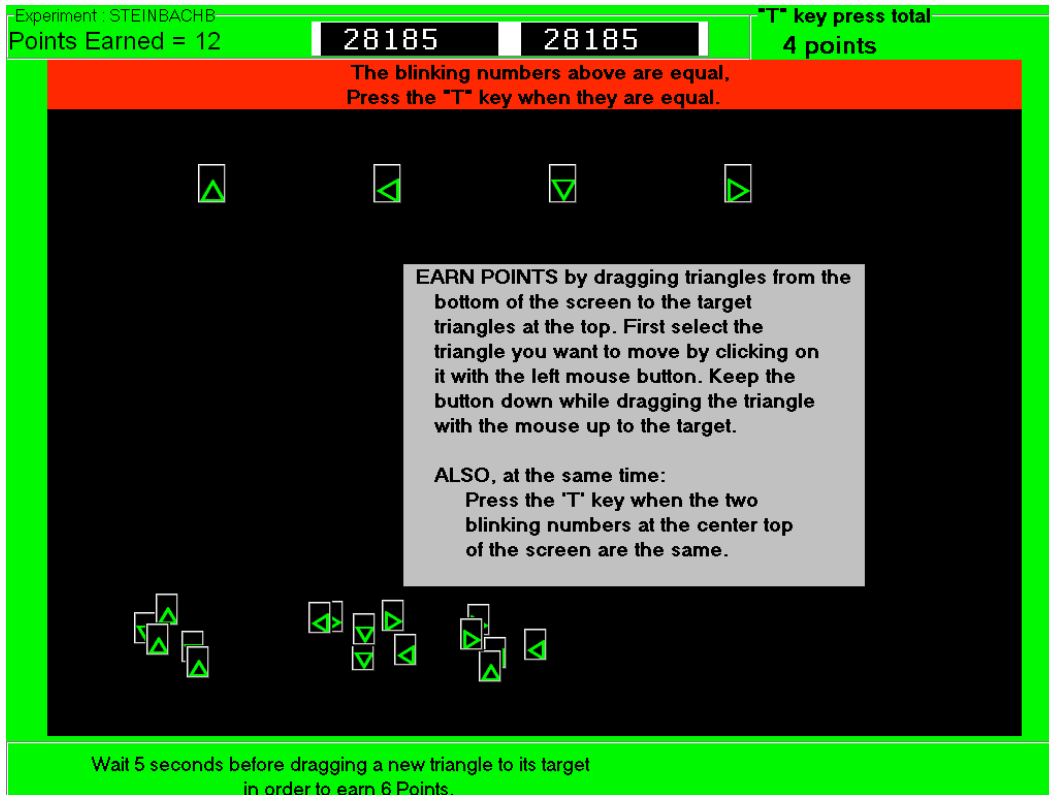 Experiment : STEINBACHB
Points Earned = 12
28185 28185
"T" key press total
4 points
The blinking numbers above are equal,
Press the "T" key when they are equal.
EARN POINTS by dragging triangles from the
bottom of the screen to the target
triangles at the top. First select the
triangle you want to move by clicking on
it with the left mouse button. Keep the
button down while dragging the triangle
with the mouse up to the target.
ALSO, at the same time:
Press the 'T' key when the two
blinking numbers at the center top
of the screen are the same.
Wait 5 seconds before dragging a new triangle to its target
in order to earn 6 Points.